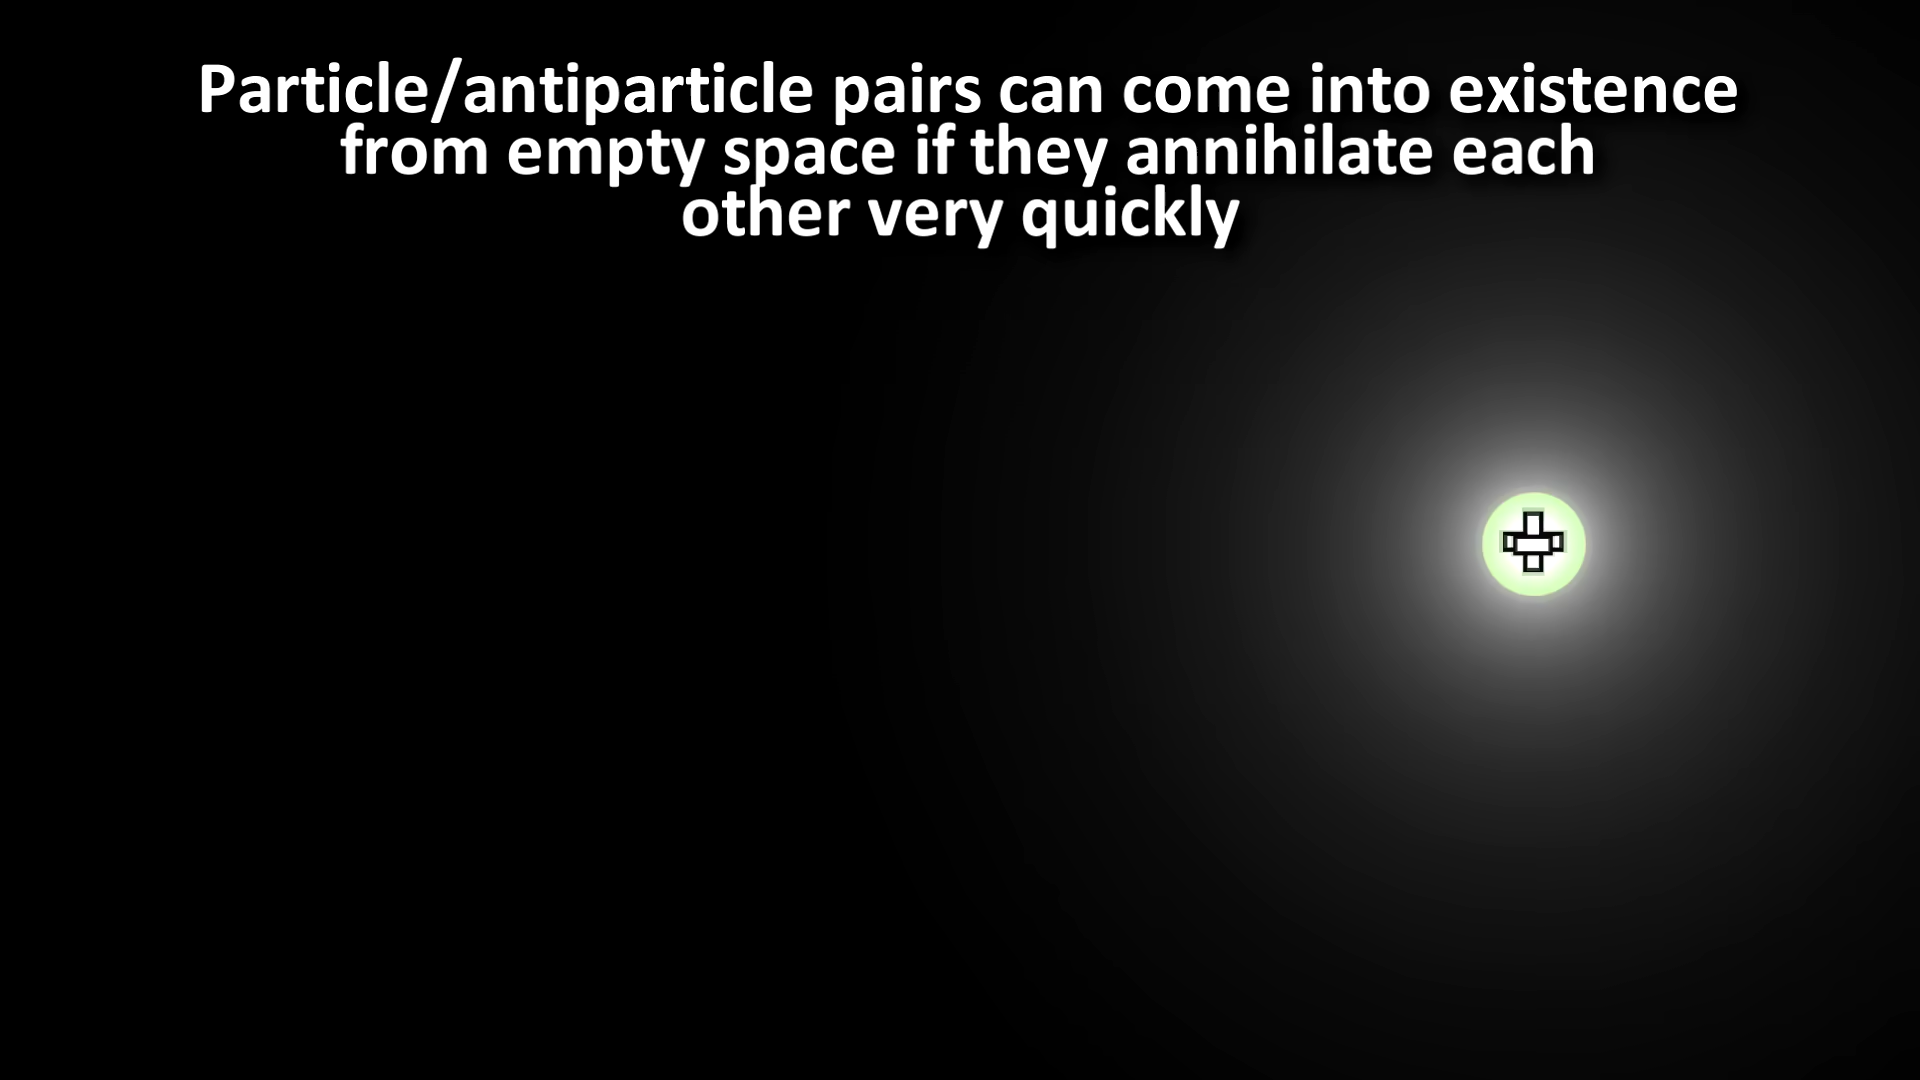 Particle/antiparticle pairs can come into existence
from empty space if they annihilate each
other very quickly